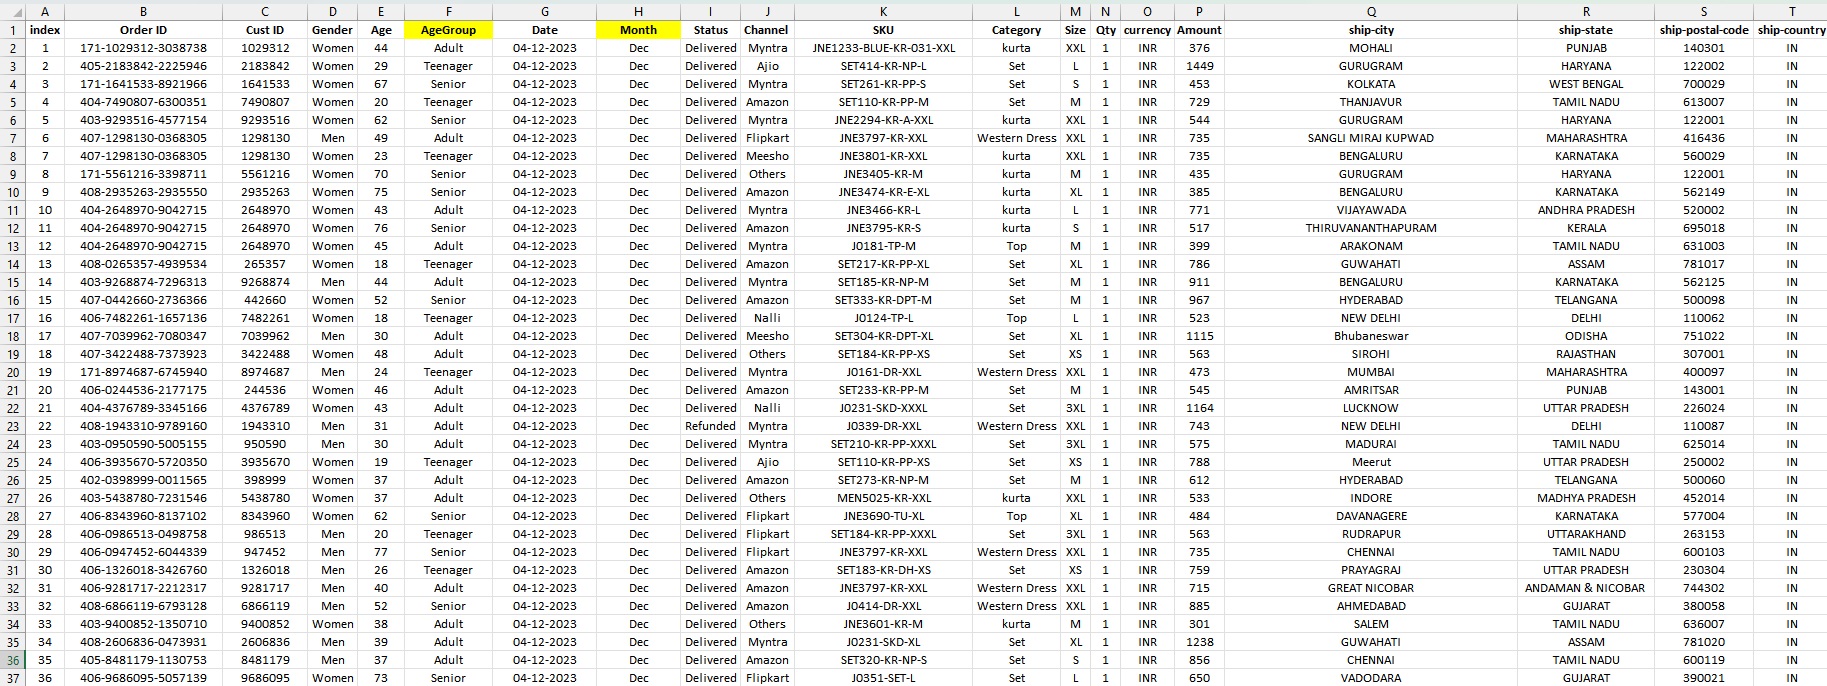 A B C D E F G H I J K L M N O P Q R S T
1 index Order ID Cust ID Gender Age AgeGroup Date Month Status Channel SKU Category Size Qty currency Amount ship-city ship-state ship-postal-code ship-country
2 1 171-1029312-3038738 1029312 Women 44 Adult 04-12-2023 Dec Delivered Myntra JNE1233-BLUE-KR-031-XXL kurta XXL 1 INR 376 MOHALI PUNJAB 140301 IN
3 2 405-2183842-2225946 2183842 Women 29 Teenager 04-12-2023 Dec Delivered Ajio SET414-KR-NP-L Set L 1 INR 1449 GURUGRAM HARYANA 122002 IN
4 3 171-1641533-8921966 1641533 Women 67 Senior 04-12-2023 Dec Delivered Myntra SET261-KR-PP-S Set S 1 INR 453 KOLKATA WEST BENGAL 700029 IN
5 4 404-7490807-6300351 7490807 Women 20 Teenager 04-12-2023 Dec Delivered Amazon SET110-KR-PP-M Set M 1 INR 729 THANJAVUR TAMIL NADU 613007 IN
6 5 403-9293516-4577154 9293516 Women 62 Senior 04-12-2023 Dec Delivered Myntra JNE2294-KR-A-XXL kurta XXL 1 INR 544 GURUGRAM HARYANA 122001 IN
7 6 407-1298130-0368305 1298130 Men 49 Adult 04-12-2023 Dec Delivered Flipkart JNE3797-KR-XXL Western Dress XXL 1 INR 735 SANGLI MIRAJ KUPWAD MAHARASHTRA 416436 IN
8 7 407-1298130-0368305 1298130 Women 23 Teenager 04-12-2023 Dec Delivered Meesho JNE3801-KR-XXL kurta XXL 1 INR 735 BENGALURU KARNATAKA 560029 IN
9 8 171-5561216-3398711 5561216 Women 70 Senior 04-12-2023 Dec Delivered Others JNE3405-KR-M kurta M 1 INR 435 GURUGRAM HARYANA 122001 IN
10 9 408-2935263-2935550 2935263 Women 75 Senior 04-12-2023 Dec Delivered Amazon JNE3474-KR-E-XL kurta XL 1 INR 385 BENGALURU KARNATAKA 562149 IN
11 10 404-2648970-9042715 2648970 Women 43 Adult 04-12-2023 Dec Delivered Myntra JNE3466-KR-L kurta L 1 INR 771 VIJAYAWADA ANDHRA PRADESH 520002 IN
12 11 404-2648970-9042715 2648970 Women 76 Senior 04-12-2023 Dec Delivered Amazon JNE3795-KR-S kurta S 1 INR 517 THIRUVANANTHAPURAM KERALA 695018 IN
13 12 404-2648970-9042715 2648970 Women 45 Adult 04-12-2023 Dec Delivered Myntra J0181-TP-M Top M 1 INR 399 ARAKONAM TAMIL NADU 631003 IN
14 13 408-0265357-4939534 265357 Women 18 Teenager 04-12-2023 Dec Delivered Amazon SET217-KR-PP-XL Set XL 1 INR 786 GUWAHATI ASSAM 781017 IN
15 14 403-9268874-7296313 9268874 Men 44 Adult 04-12-2023 Dec Delivered Myntra SET185-KR-NP-M Set M 1 INR 911 BENGALURU KARNATAKA 562125 IN
16 15 407-0442660-2736366 442660 Women 52 Senior 04-12-2023 Dec Delivered Amazon SET333-KR-DPT-M Set M 1 INR 967 HYDERABAD TELANGANA 500098 IN
17 16 406-7482261-1657136 7482261 Women 18 Teenager 04-12-2023 Dec Delivered Nalli J0124-TP-L Top L 1 INR 523 NEW DELHI DELHI 110062 IN
18 17 407-7039962-7080347 7039962 Men 30 Adult 04-12-2023 Dec Delivered Meesho SET304-KR-DPT-XL Set XL 1 INR 1115 Bhubaneswar ODISHA 751022 IN
19 18 407-3422488-7373923 3422488 Women 48 Adult 04-12-2023 Dec Delivered Others SET184-KR-PP-XS Set XS 1 INR 563 SIROHI RAJASTHAN 307001 IN
20 19 171-8974687-6745940 8974687 Men 24 Teenager 04-12-2023 Dec Delivered Myntra J0161-DR-XXL Western Dress XXL 1 INR 473 MUMBAI MAHARASHTRA 400097 IN
21 20 406-0244536-2177175 244536 Women 46 Adult 04-12-2023 Dec Delivered Amazon SET233-KR-PP-M Set M 1 INR 545 AMRITSAR PUNJAB 143001 IN
22 21 404-4376789-3345166 4376789 Women 43 Adult 04-12-2023 Dec Delivered Nalli J0231-SKD-XXXL Set 3XL 1 INR 1164 LUCKNOW UTTAR PRADESH 226024 IN
23 22 408-1943310-9789160 1943310 Men 31 Adult 04-12-2023 Dec Refunded Myntra J0339-DR-XXL Western Dress XXL 1 INR 743 NEW DELHI DELHI 110087 IN
24 23 403-0950590-5005155 950590 Men 30 Adult 04-12-2023 Dec Delivered Myntra SET210-KR-PP-XXXL Set 3XL 1 INR 575 MADURAI TAMIL NADU 625014 IN
25 24 406-3935670-5720350 3935670 Women 19 Teenager 04-12-2023 Dec Delivered Ajio SET110-KR-PP-XS Set XS 1 INR 788 Meerut UTTAR PRADESH 250002 IN
26 25 402-0398999-0011565 398999 Women 37 Adult 04-12-2023 Dec Delivered Amazon SET273-KR-NP-M Set M 1 INR 612 HYDERABAD TELANGANA 500060 IN
27 26 403-5438780-7231546 5438780 Women 37 Adult 04-12-2023 Dec Delivered Others MEN5025-KR-XXL kurta XXL 1 INR 533 INDORE MADHYA PRADESH 452014 IN
28 27 406-8343960-8137102 8343960 Women 62 Senior 04-12-2023 Dec Delivered Flipkart JNE3690-TU-XL Top XL 1 INR 484 DAVANAGERE KARNATAKA 577004 IN
29 28 406-0986513-0498758 986513 Men 20 Teenager 04-12-2023 Dec Delivered Flipkart SET184-KR-PP-XXXL Set 3XL 1 INR 563 RUDRAPUR UTTARAKHAND 263153 IN
30 29 406-0947452-6044339 947452 Men 77 Senior 04-12-2023 Dec Delivered Flipkart JNE3797-KR-XXL Western Dress XXL 1 INR 735 CHENNAI TAMIL NADU 600103 IN
31 30 406-1326018-3426760 1326018 Men 26 Teenager 04-12-2023 Dec Delivered Amazon SET183-KR-DH-XS Set XS 1 INR 759 PRAYAGRAJ UTTAR PRADESH 230304 IN
32 31 406-9281717-2212317 9281717 Men 40 Adult 04-12-2023 Dec Delivered Amazon JNE3797-KR-XXL Western Dress XXL 1 INR 715 GREAT NICOBAR ANDAMAN & NICOBAR 744302 IN
33 32 408-6866119-6793128 6866119 Men 52 Senior 04-12-2023 Dec Delivered Amazon J0414-DR-XXL Western Dress XXL 1 INR 885 AHMEDABAD GUJARAT 380058 IN
34 33 403-9400852-1350710 9400852 Women 38 Adult 04-12-2023 Dec Delivered Others JNE3601-KR-M kurta M 1 INR 301 SALEM TAMIL NADU 636007 IN
35 34 408-2606836-0473931 2606836 Men 39 Adult 04-12-2023 Dec Delivered Myntra J0231-SKD-XL Set XL 1 INR 1238 GUWAHATI ASSAM 781020 IN
36 35 405-8481179-1130753 8481179 Men 37 Adult 04-12-2023 Dec Delivered Amazon SET320-KR-NP-S Set S 1 INR 856 CHENNAI TAMIL NADU 600119 IN
37 36 406-9686095-5057139 9686095 Women 73 Senior 04-12-2023 Dec Delivered Flipkart J0351-SET-L Set L 1 INR 650 VADODARA GUJARAT 390021 IN